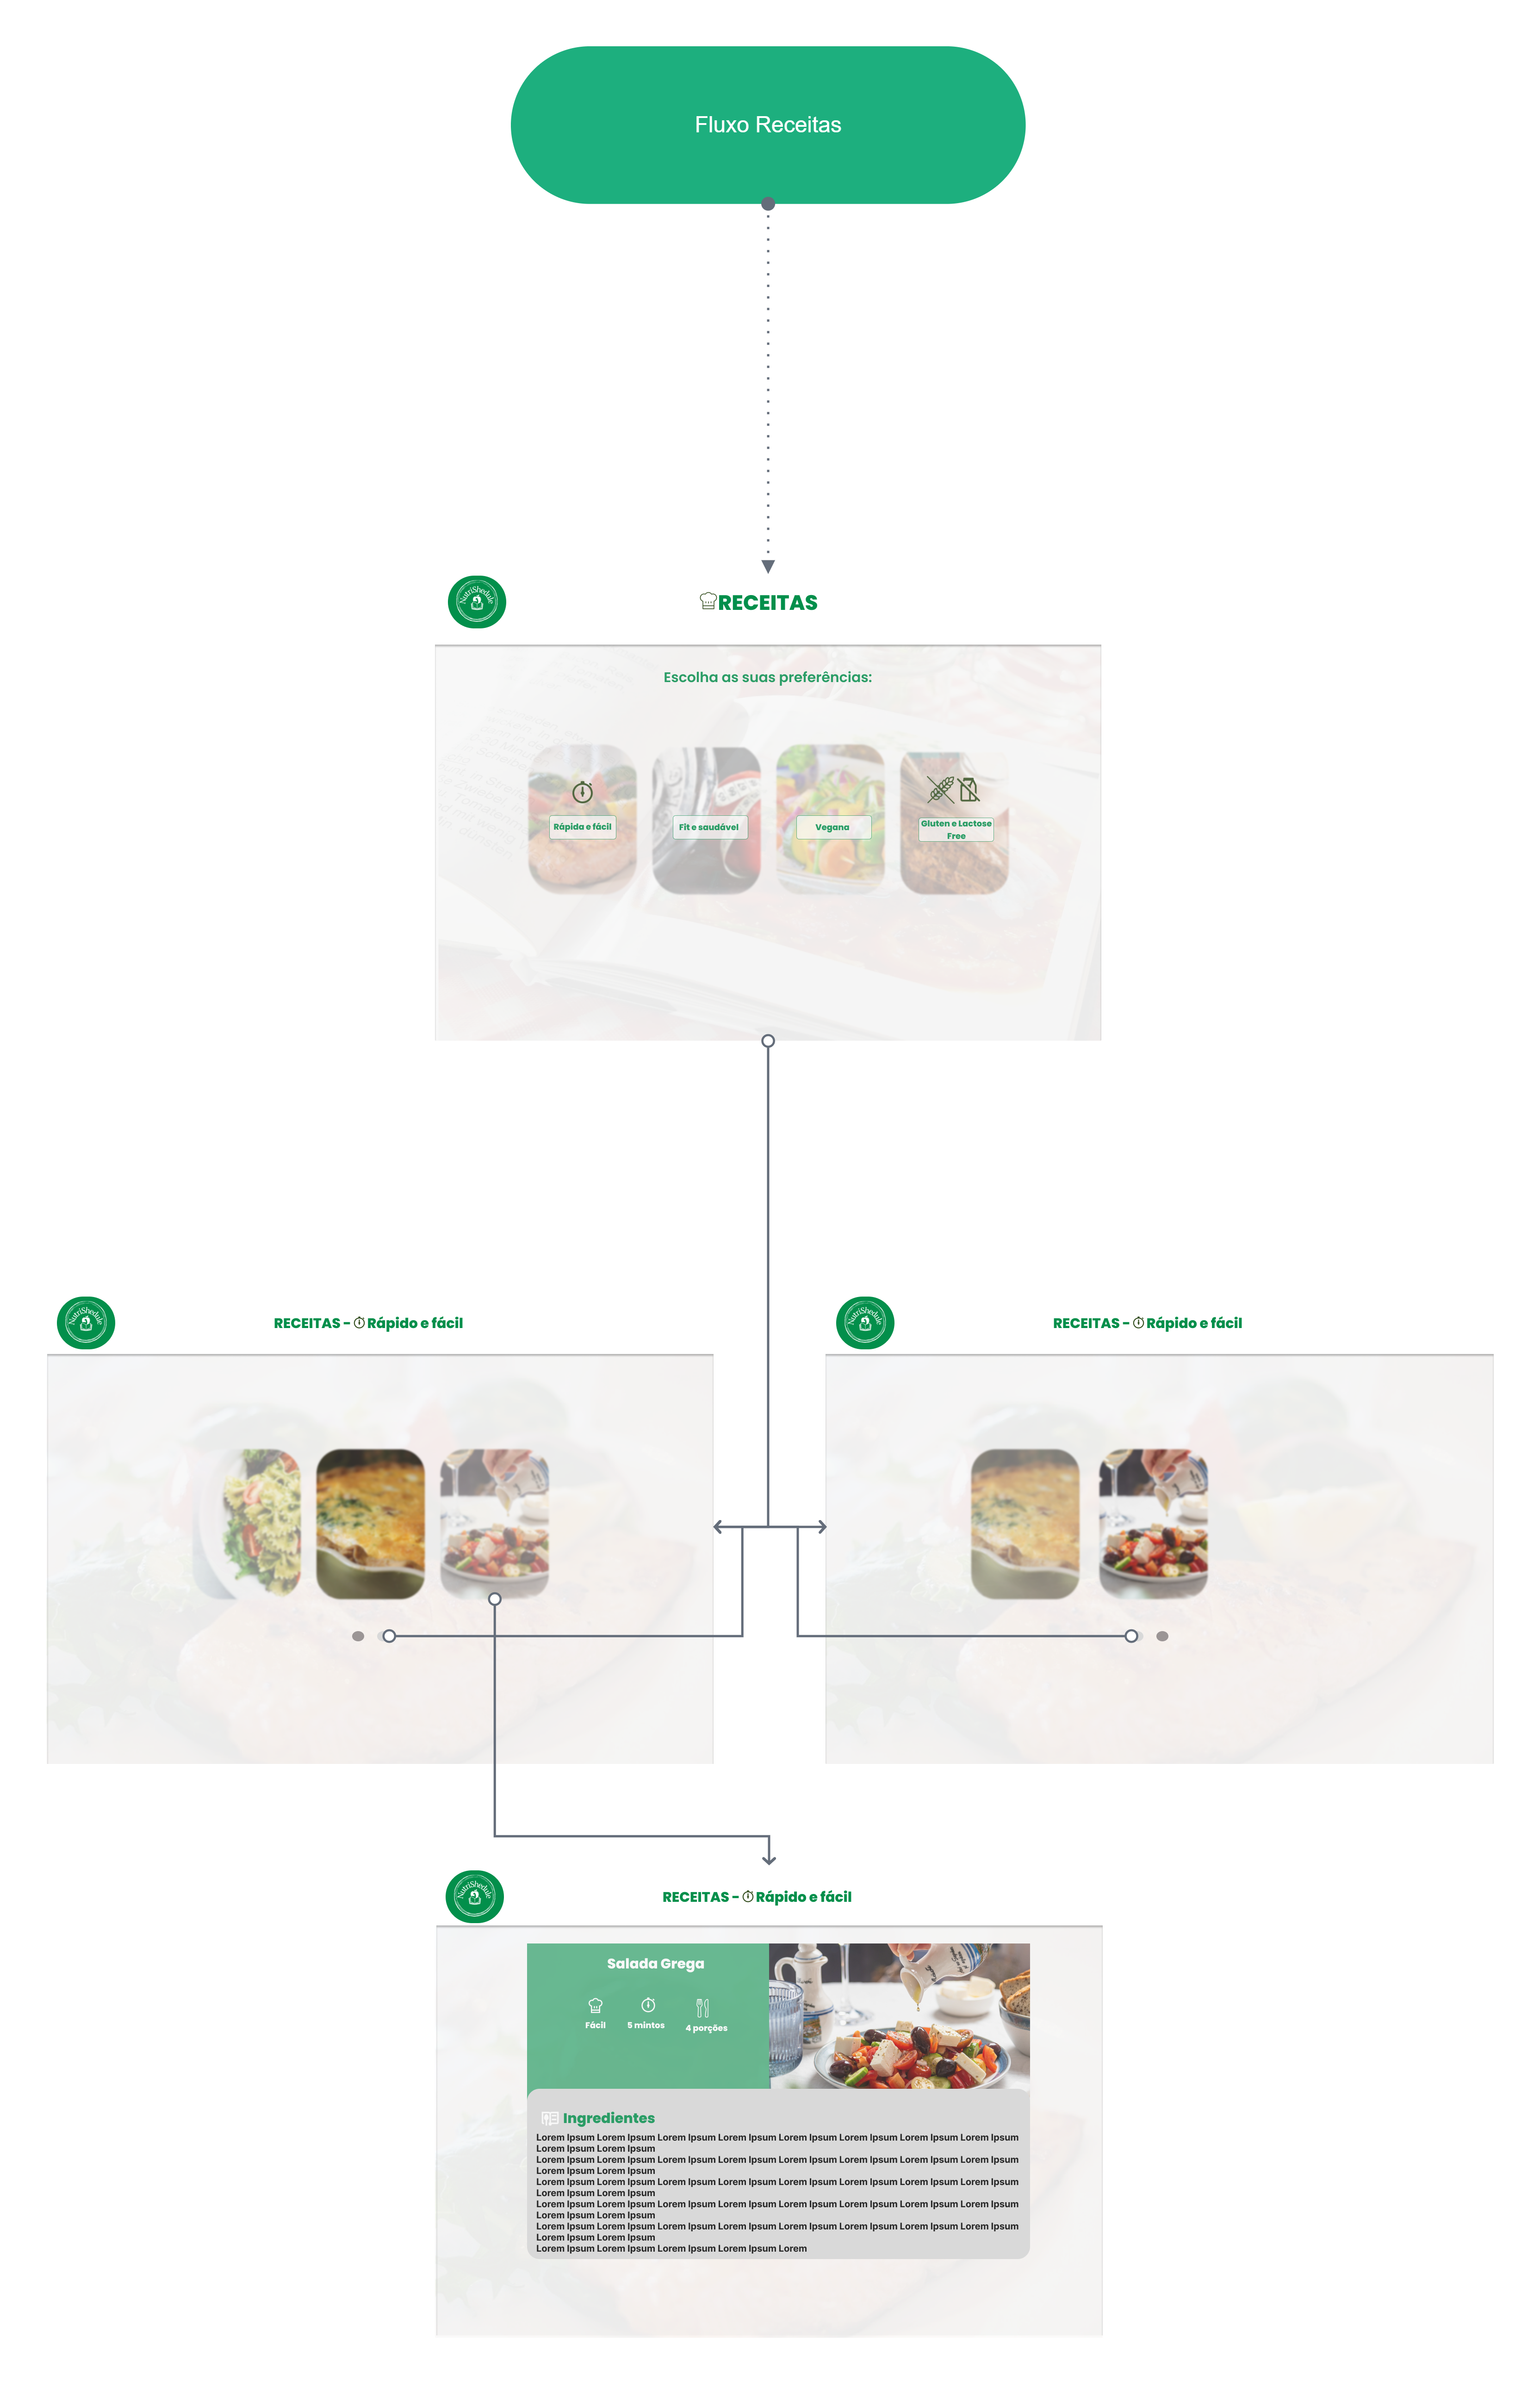 Fluxo Receitas
NutriShedule
RECEITAS
Escolha as suas preferências:
Rápida e fácil
Fit e saudável
Vegana
Gluten e Lactose
Free
NutriShedule
RECEITAS - Rápido e fácil
NutriShedule
RECEITAS - Rápido e fácil
NutriShedule
RECEITAS - Rápido e fácil
Salada Grega
Fácil
5 mintos
4 porções
Ingredientes
Lorem Ipsum Lorem Ipsum Lorem Ipsum Lorem Ipsum Lorem Ipsum Lorem Ipsum Lorem Ipsum Lorem Ipsum
Lorem Ipsum Lorem Ipsum
Lorem Ipsum Lorem Ipsum Lorem Ipsum Lorem Ipsum Lorem Ipsum Lorem Ipsum Lorem Ipsum Lorem Ipsum
Lorem Ipsum Lorem Ipsum
Lorem Ipsum Lorem Ipsum Lorem Ipsum Lorem Ipsum Lorem Ipsum Lorem Ipsum Lorem Ipsum Lorem Ipsum
Lorem Ipsum Lorem Ipsum
Lorem Ipsum Lorem Ipsum Lorem Ipsum Lorem Ipsum Lorem Ipsum Lorem Ipsum Lorem Ipsum Lorem Ipsum
Lorem Ipsum Lorem Ipsum
Lorem Ipsum Lorem Ipsum Lorem Ipsum Lorem Ipsum Lorem Ipsum Lorem Ipsum Lorem Ipsum Lorem Ipsum
Lorem Ipsum Lorem Ipsum
Lorem Ipsum Lorem Ipsum Lorem Ipsum Lorem Ipsum Lorem